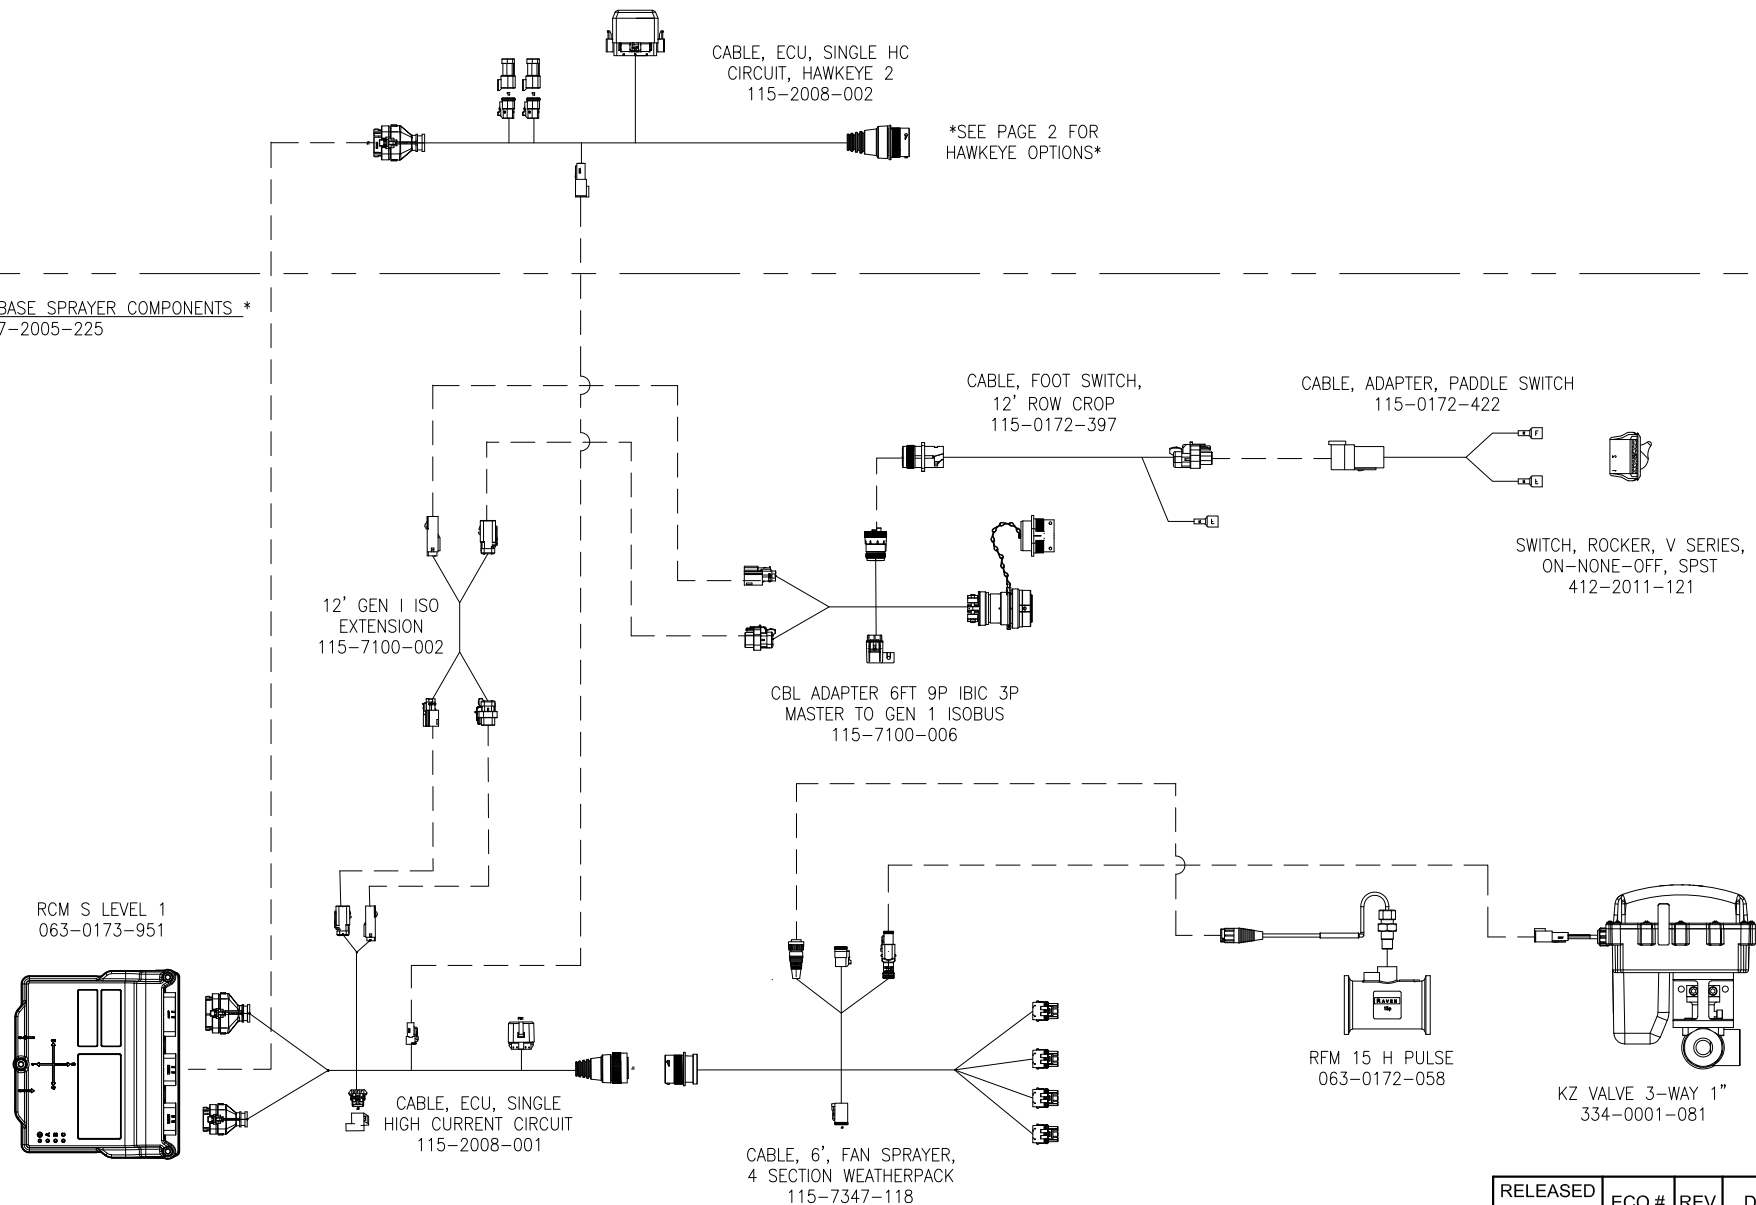 CABLE, ECU, SINGLE HC
CIRCUIT, HAWKEYE 2
115-2008-002
*SEE PAGE 2 FOR
HAWKEYE OPTIONS*
BASE SPRAYER COMPONENTS *
7-2005-225
CABLE, FOOT SWITCH,
12' ROW CROP
115-0172-397
CABLE, ADAPTER, PADDLE SWITCH
115-0172-422
SWITCH, ROCKER, V SERIES,
ON-NONE-OFF, SPST
412-2011-121
12' GEN I ISO
EXTENSION
115-7100-002
CBL ADAPTER 6FT 9P IBIC 3P
MASTER TO GEN 1 ISOBUS
115-7100-006
RCM S LEVEL 1
063-0173-951
CABLE, ECU, SINGLE
HIGH CURRENT CIRCUIT
115-2008-001
CABLE, 6', FAN SPRAYER,
4 SECTION WEATHERPACK
115-7347-118
RAVEN
RFM 15 H PULSE
063-0172-058
KZ VALVE 3-WAY 1"
334-0001-081
RELEASED
ECO #
REV
D